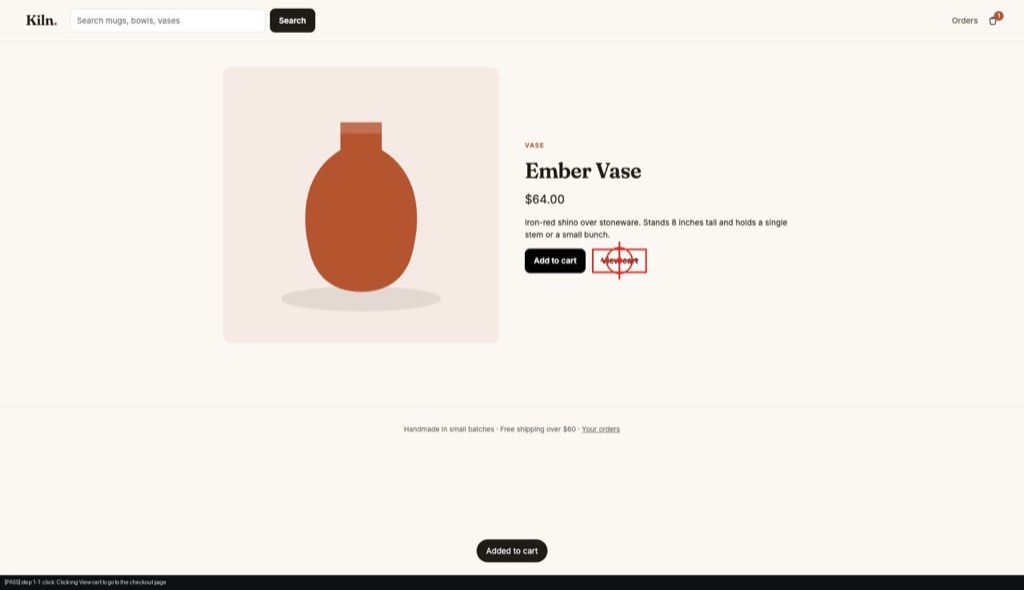 Kiln.
Search mugs, bowls, vases
Search
Orders
1
VASE
Ember Vase
$64.00
Iron-red shino over stoneware. Stands 8 inches tall and holds a single
stem or a small bunch.
Add to cart
View cart
Handmade in small batches · Free shipping over $60 · Your orders
Added to cart
[PASS] step 1-1 click: Clicking View cart to go to the checkout page